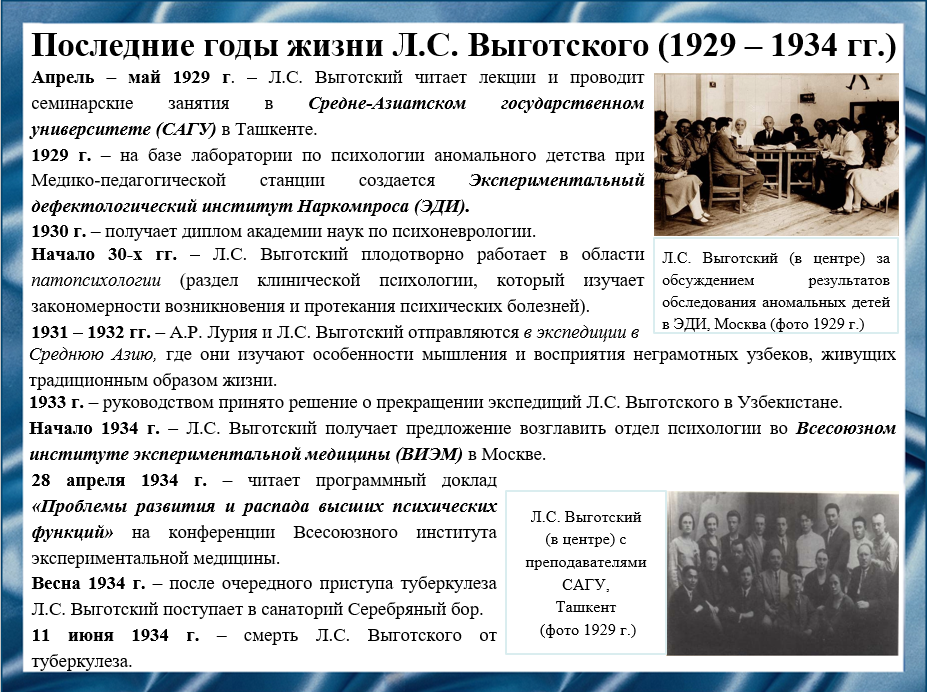 Последние годы жизни Л.С. Выготского (1929 – 1934 гг.)
Апрель – май 1929 г. – Л.С. Выготский читает лекции и проводит
семинарские занятия в Средне-Азиатском государственном
университете (САГУ) в Ташкенте.
1929 г. – на базе лаборатории по психологии аномального детства при
Медико-педагогической станции создается Экспериментальный
дефектологический институт Наркомпроса (ЭДИ).
1930 г. – получает диплом академии наук по психоневрологии.
Начало 30-х гг. – Л.С. Выготский плодотворно работает в области
патопсихологии (раздел клинической психологии, который изучает
закономерности возникновения и протекания психических болезней).
1931 – 1932 гг. – А.Р. Лурия и Л.С. Выготский отправляются в экспедиции в
Среднюю Азию, где они изучают особенности мышления и восприятия неграмотных узбеков, живущих
традиционным образом жизни.
1933 г. – руководством принято решение о прекращении экспедиций Л.С. Выготского в Узбекистане.
Начало 1934 г. – Л.С. Выготский получает предложение возглавить отдел психологии во Всесоюзном
институте экспериментальной медицины (ВИЭМ) в Москве.
28 апреля 1934 г. – читает программный доклад
«Проблемы развития и распада высших психических
функций» на конференции Всесоюзного института
экспериментальной медицины.
Весна 1934 г. – после очередного приступа туберкулеза
Л.С. Выготский поступает в санаторий Серебряный бор.
11 июня 1934 г. – смерть Л.С. Выготского от
туберкулеза.
Л.С. Выготский (в центре) за
обсуждением результатов
обследования аномальных детей
в ЭДИ, Москва (фото 1929 г.)
Л.С. Выготский
(в центре) с
преподавателями
САГУ,
Ташкент
(фото 1929 г.)